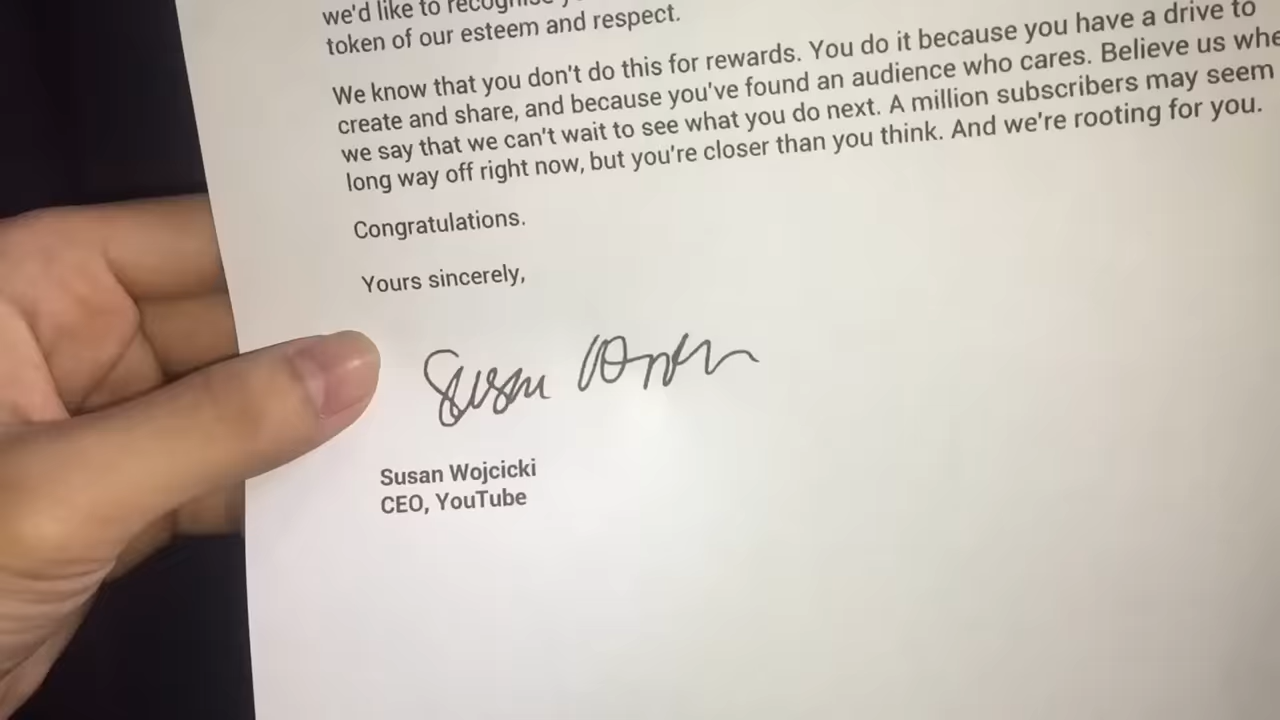 we'd like to recognise
token of our esteem and respect.
We know that you don't do this for rewards. You do it because you have a drive to
create and share, and because you've found an audience who cares. Believe us
we say that we can't wait to see what you do next. A million subscribers may seem
long way off right now, but you're closer than you think. And we're rooting for you.
Congratulations.
Yours sincerely,
Susan
Susan Wojcicki
CEO, YouTube